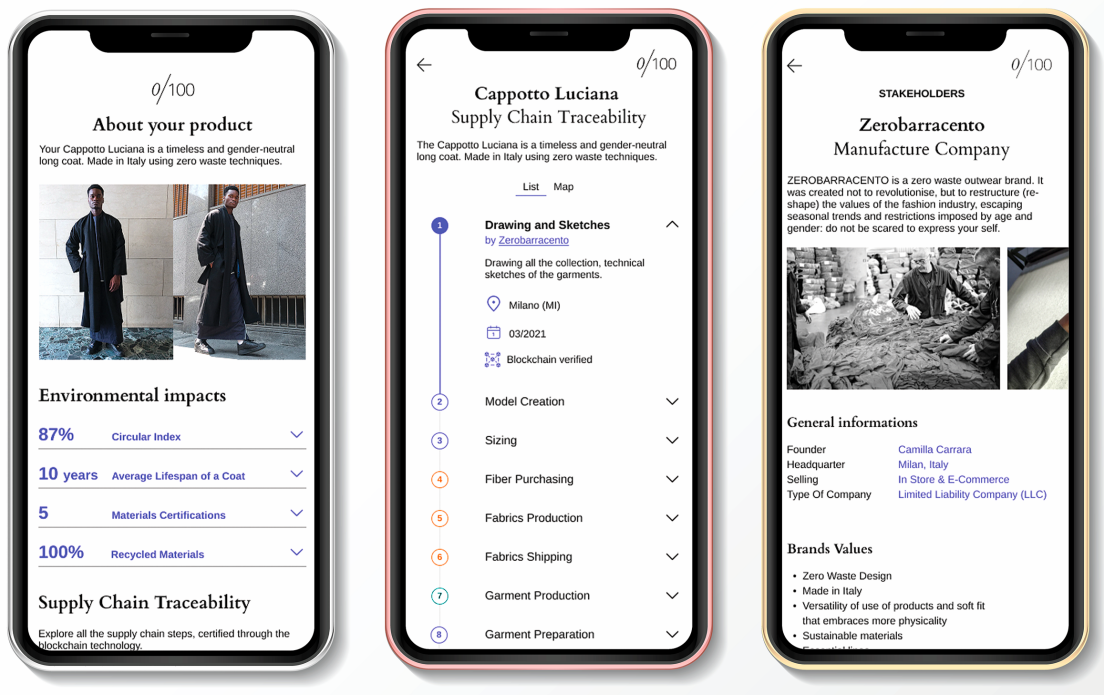 0/100
About your product
Your Cappotto Luciana is a timeless and gender-neutral
long coat. Made in Italy using zero waste techniques.
Environmental impacts
87% Circular Index
10 years Average Lifespan of a Coat
5 Materials Certifications
100% Recycled Materials
Supply Chain Traceability
Explore all the supply chain steps, certified through the
blockchain technology.
0/100
Cappotto Luciana
Supply Chain Traceability
The Cappotto Luciana is a timeless and gender-neutral
long coat. Made in Italy using zero waste techniques.
List Map
1 Drawing and Sketches
by Zerobarracento
Drawing all the collection, technical
sketches of the garments.
Milano (MI)
03/2021
Blockchain verified
2 Model Creation
3 Sizing
4 Fiber Purchasing
5 Fabrics Production
6 Fabrics Shipping
7 Garment Production
8 Garment Preparation
0/100
STAKEHOLDERS
Zerobarracento
Manufacture Company
ZEROBARRACENTO is a zero waste outwear brand. It
was created not to revolutionise, but to restructure (re-
shape) the values of the fashion industry, escaping
seasonal trends and restrictions imposed by age and
gender: do not be scared to express your self.
General informations
Founder Camilla Carrara
Headquarter Milan, Italy
Selling In Store & E-Commerce
Type Of Company Limited Liability Company (LLC)
Brands Values
• Zero Waste Design
• Made in Italy
• Versatility of use of products and soft fit
that embraces more physicality
• Sustainable materials